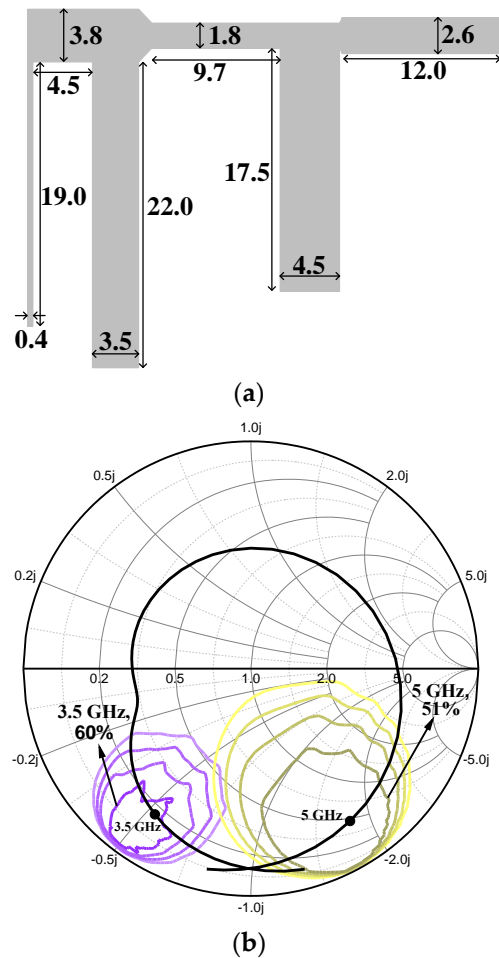 3.8
1.8
2.6
4.5
9.7
12.0
19.0
22.0
17.5
4.5
0.4
3.5
(a)
1.0j
0.5j
2.0j
0.2j
5.0j
0.2
0.5
1.0
2.0
5.0
3.5 GHz,
60%
5 GHz,
51%
-0.2j
-5.0j
3.5 GHz
5 GHz
-0.5j
-2.0j
-1.0j
(b)